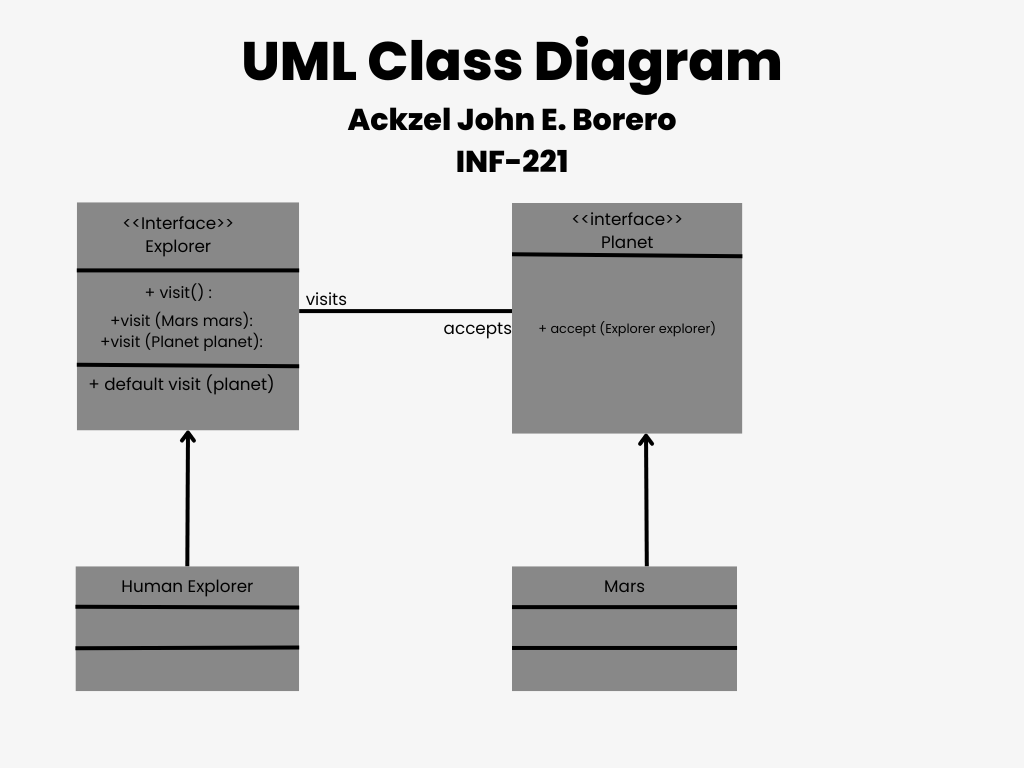 UML Class Diagram
Ackzel John E. Borero
INF-221
<<Interface>>
Explorer
+ visit() :
+visit (Mars mars):
+visit (Planet planet):
+ default visit (planet)
visits
accepts
<<interface>>
Planet
+ accept (Explorer explorer)
Human Explorer
Mars